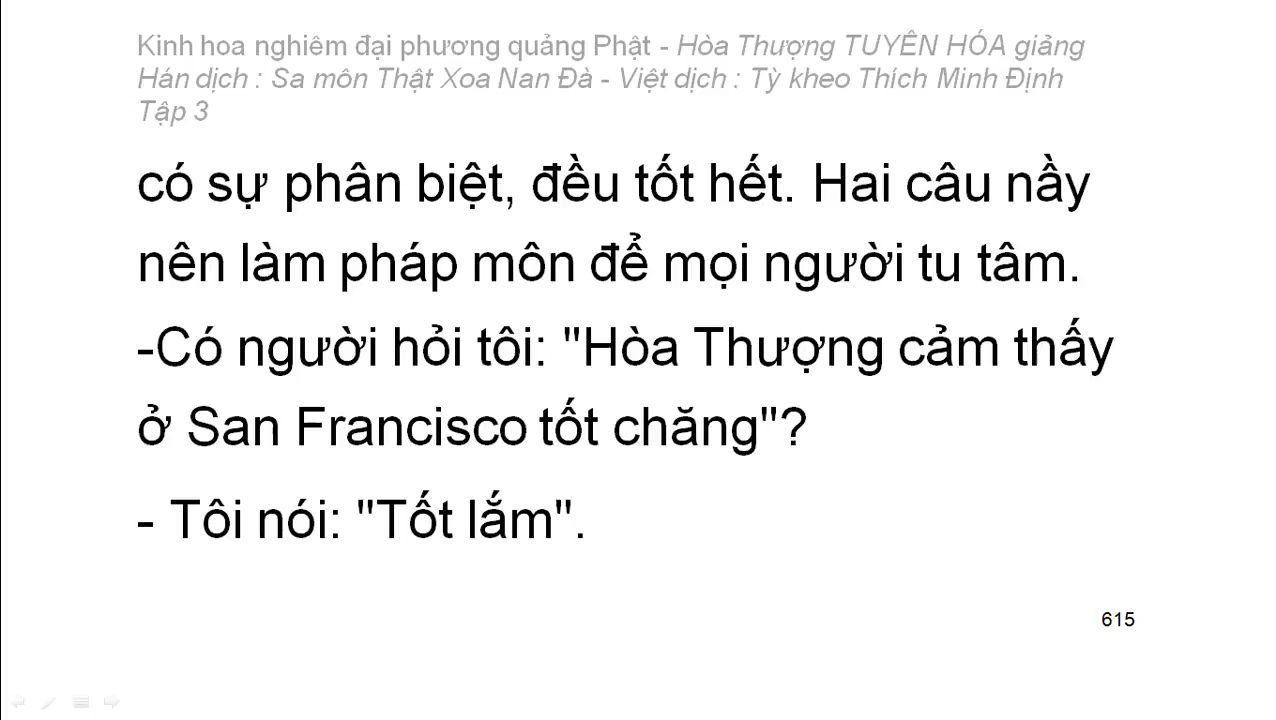 Kinh hoa nghiêm đại phương quảng Phật - Hòa Thượng TUYÊN HÓA giảng
Hán dịch : Sa môn Thật Xoa Nan Đà - Việt dịch : Tỳ kheo Thích Minh Định
Tập 3
có sự phân biệt, đều tốt hết. Hai câu nầy
nên làm pháp môn để mọi người tu tâm.
-Có người hỏi tôi: "Hòa Thượng cảm thấy
ở San Francisco tốt chăng"?
- Tôi nói: "Tốt lắm".
615